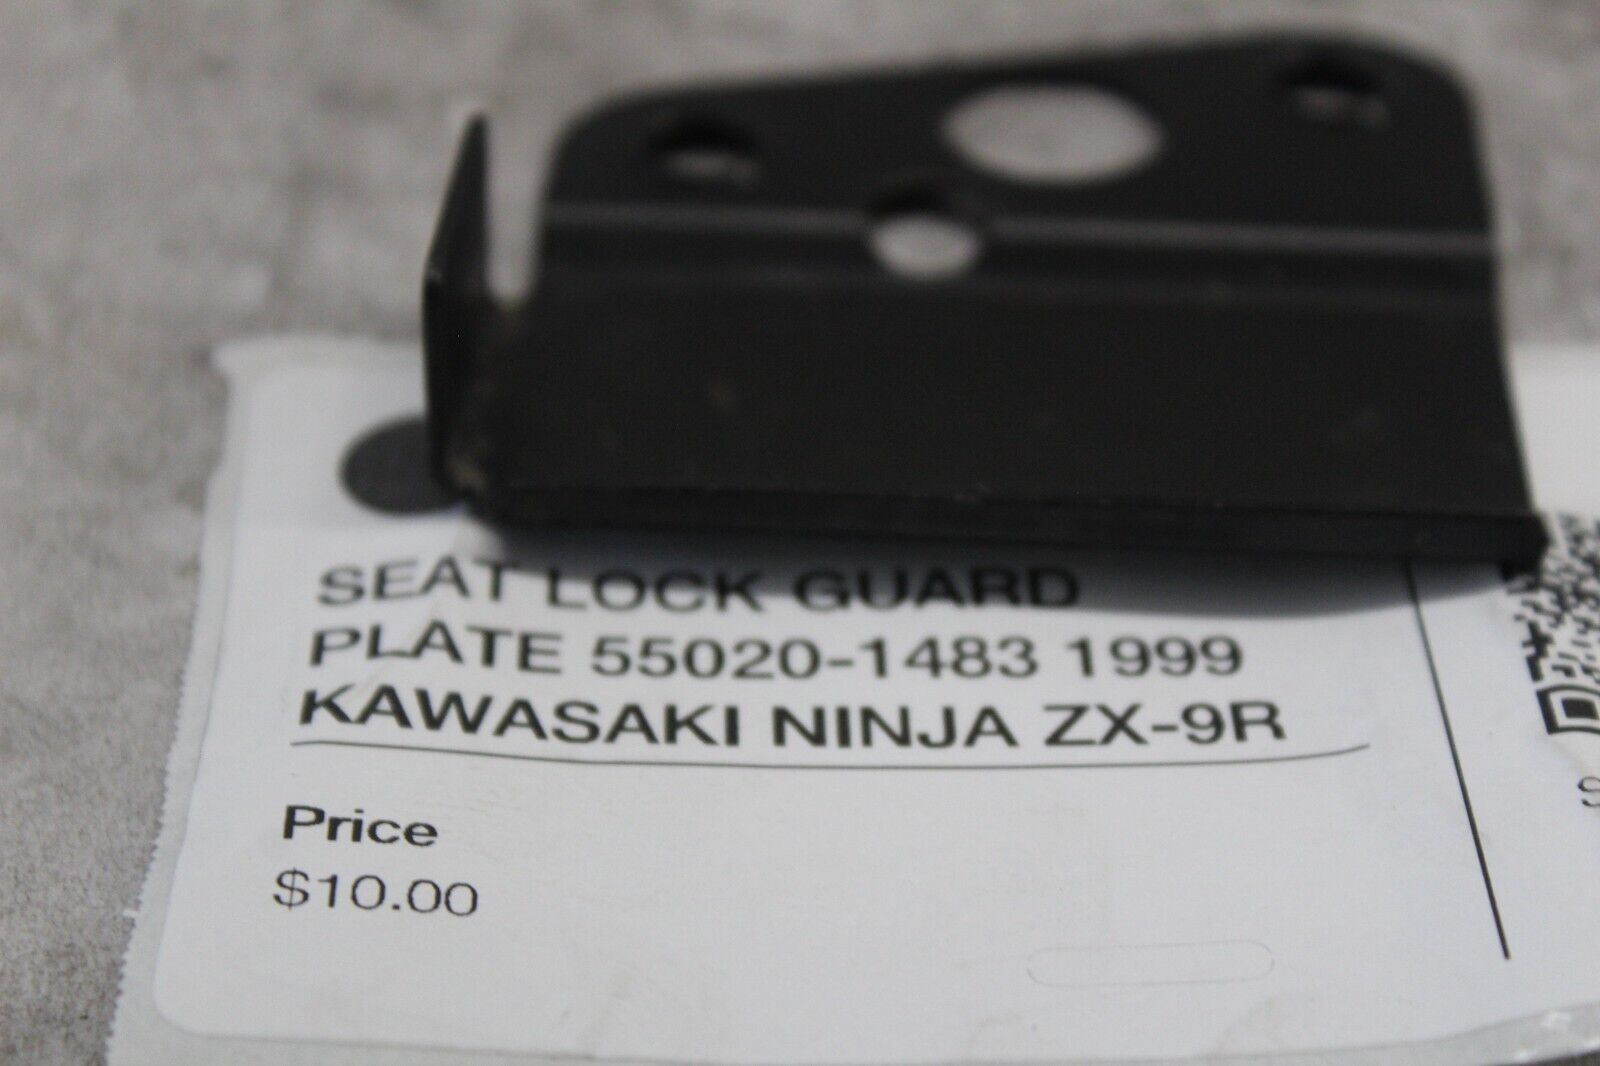 SEAT LOCK GUARD
PLATE 55020-1483 1999
KAWASAKI NINJA ZX-9R
Price
$10.00
S